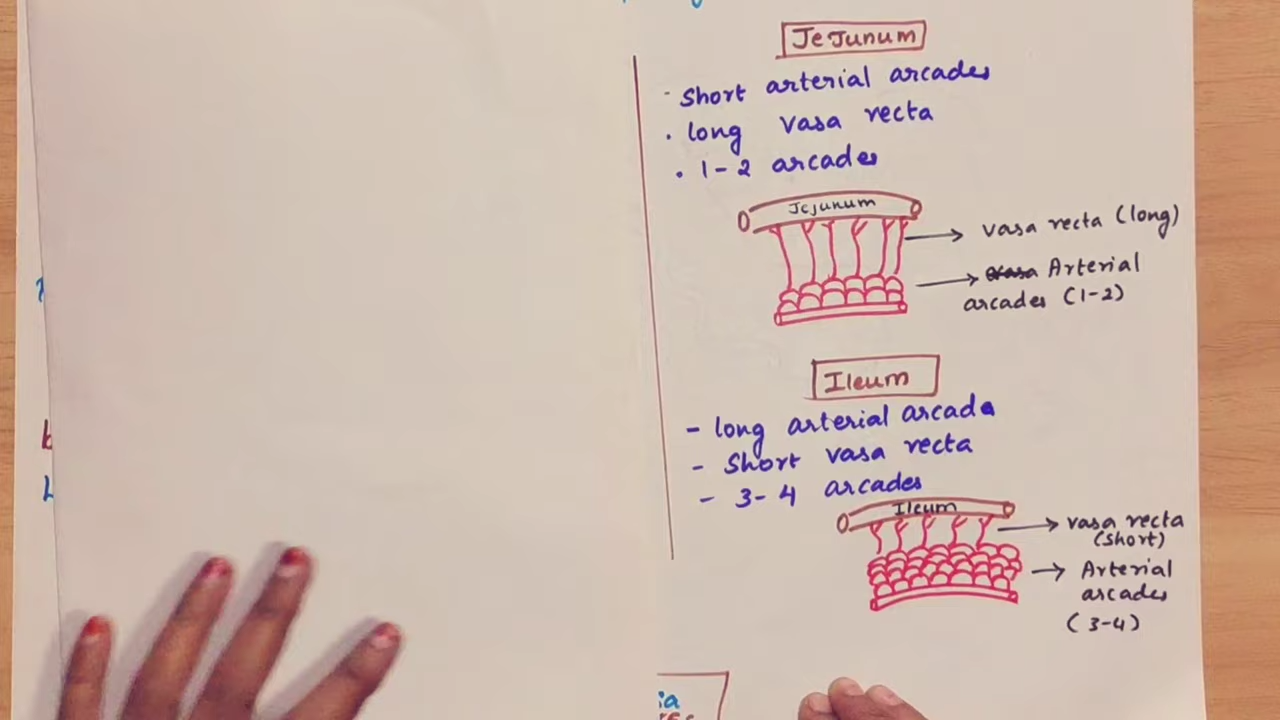 JeJunum
- Short arterial arcades
. long vasa recta
. 1-2 arcades
Jejunum
vasa recta (long)
Arterial
arcades (1-2)
Ileum
- long arterial arcade
- Short vasa recta
- 3-4 arcades
Ileum
vasa recta
(short)
Arterial
arcades
(3-4)